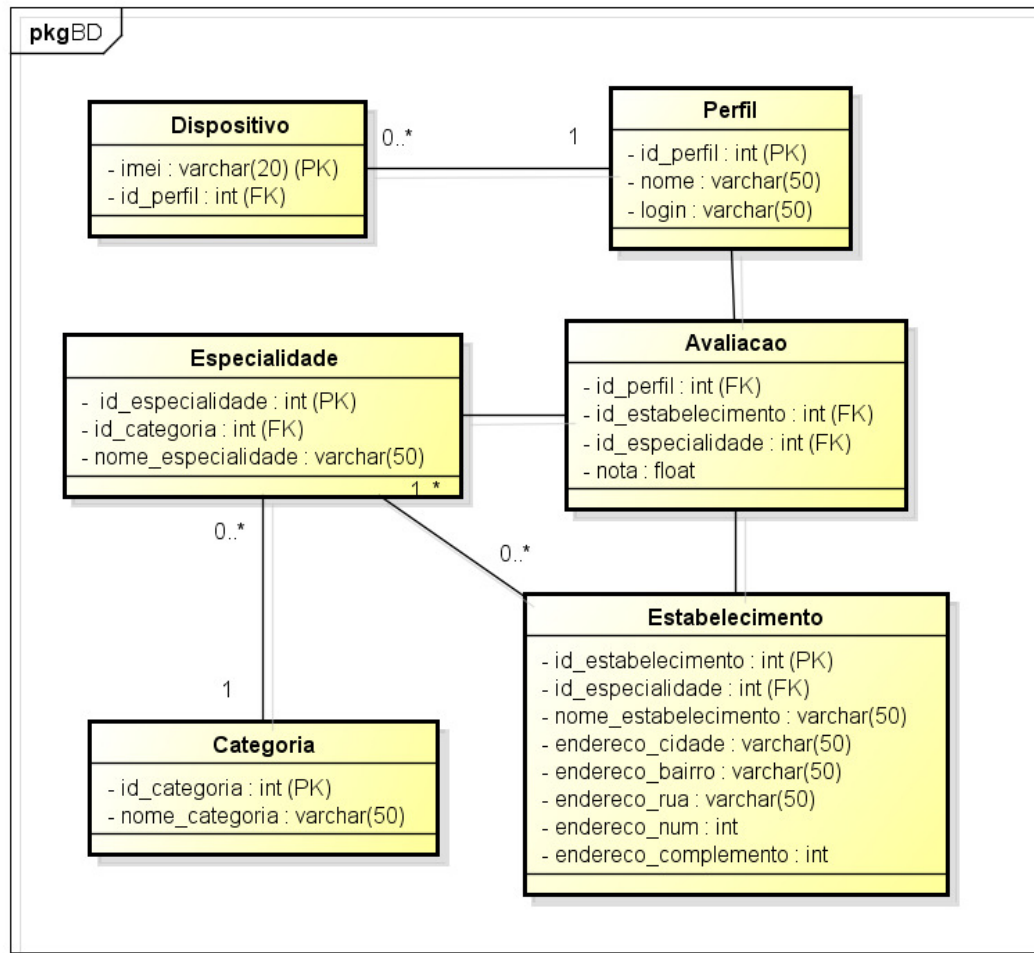 pkgBD
Dispositivo
- imei : varchar(20) (PK)
- id_perfil : int (FK)
0..*
1
Perfil
- id_perfil : int (PK)
- nome : varchar(50)
- login : varchar(50)
Especialidade
- id_especialidade : int (PK)
- id_categoria : int (FK)
- nome_especialidade : varchar(50)
1..*
Avaliacao
- id_perfil : int (FK)
- id_estabelecimento : int (FK)
- id_especialidade : int (FK)
- nota : float
0..*
0..*
1
Categoria
- id_categoria : int (PK)
- nome_categoria : varchar(50)
Estabelecimento
- id_estabelecimento : int (PK)
- id_especialidade : int (FK)
- nome_estabelecimento : varchar(50)
- endereco_cidade : varchar(50)
- endereco_bairro : varchar(50)
- endereco_rua : varchar(50)
- endereco_num : int
- endereco_complemento : int